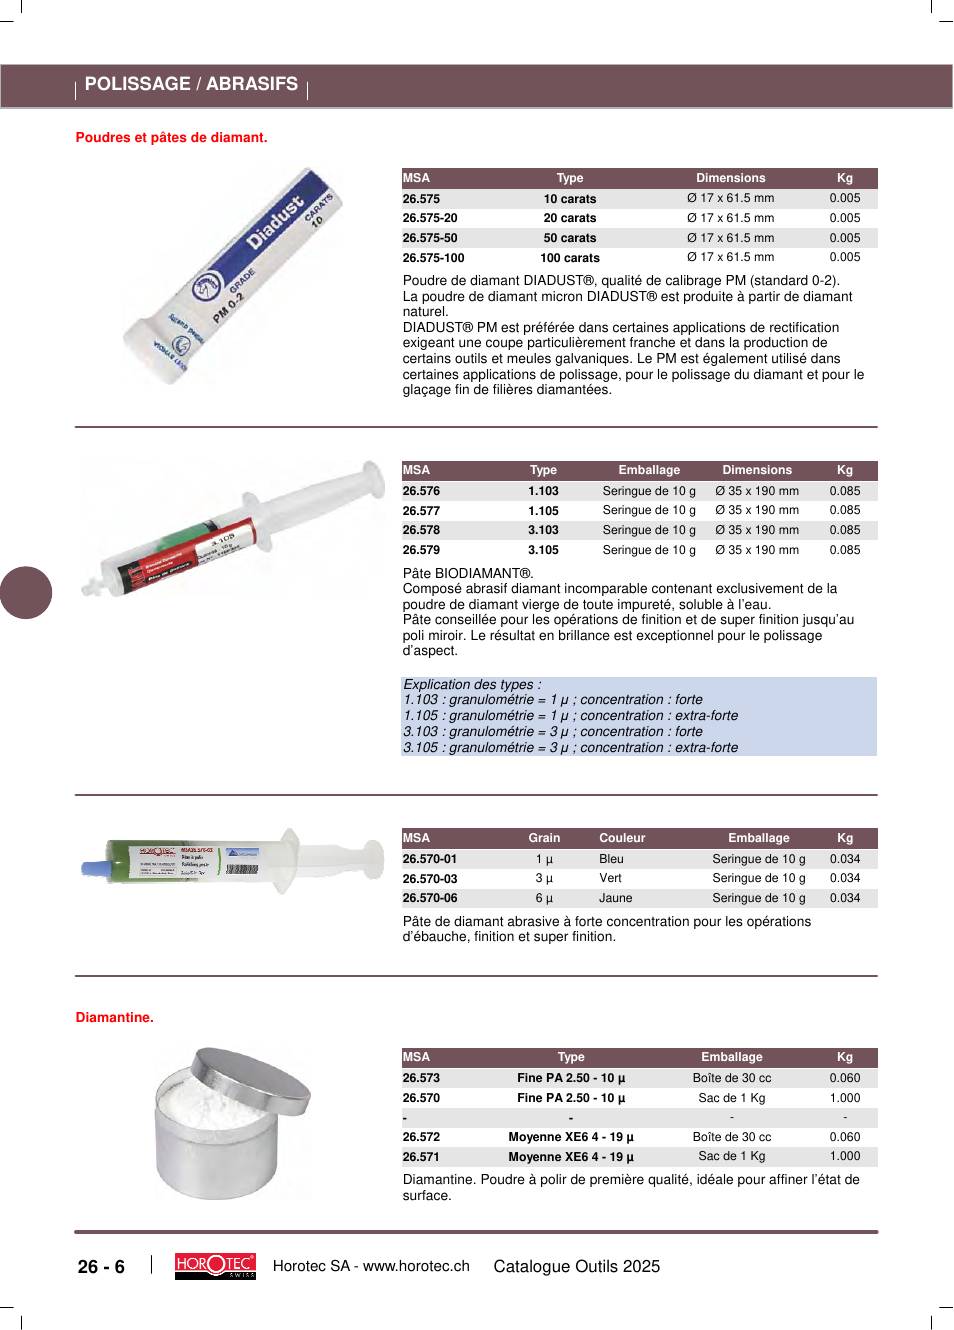 POLISSAGE / ABRASIFS
Poudres et pâtes de diamant.
Diadust
CARATS
10
GRADE
PM 0-2
MSA Type Dimensions Kg
26.575 10 carats Ø 17 x 61.5 mm 0.005
26.575-20 20 carats Ø 17 x 61.5 mm 0.005
26.575-50 50 carats Ø 17 x 61.5 mm 0.005
26.575-100 100 carats Ø 17 x 61.5 mm 0.005
Poudre de diamant DIADUST®, qualité de calibrage PM (standard 0-2).
La poudre de diamant micron DIADUST® est produite à partir de diamant
naturel.
DIADUST® PM est préférée dans certaines applications de rectification
exigeant une coupe particulièrement franche et dans la production de
certains outils et meules galvaniques. Le PM est également utilisé dans
certaines applications de polissage, pour le polissage du diamant et pour le
glaçage fin de filières diamantées.
3.105
MSA Type Emballage Dimensions Kg
26.576 1.103 Seringue de 10 g Ø 35 x 190 mm 0.085
26.577 1.105 Seringue de 10 g Ø 35 x 190 mm 0.085
26.578 3.103 Seringue de 10 g Ø 35 x 190 mm 0.085
26.579 3.105 Seringue de 10 g Ø 35 x 190 mm 0.085
Pâte BIODIAMANT®.
Composé abrasif diamant incomparable contenant exclusivement de la
poudre de diamant vierge de toute impureté, soluble à l'eau.
Pâte conseillée pour les opérations de finition et de super finition jusqu'au
poli miroir. Le résultat en brillance est exceptionnel pour le polissage
d'aspect.
Explication des types :
1.103 : granulométrie = 1 µ ; concentration : forte
1.105 : granulométrie = 1 µ ; concentration : extra-forte
3.103 : granulométrie = 3 µ ; concentration : forte
3.105 : granulométrie = 3 µ ; concentration : extra-forte
HOROTEC
MSA26.570-03
MSA Grain Couleur Emballage Kg
26.570-01 1 µ Bleu Seringue de 10 g 0.034
26.570-03 3 µ Vert Seringue de 10 g 0.034
26.570-06 6 µ Jaune Seringue de 10 g 0.034
Pâte de diamant abrasive à forte concentration pour les opérations
d'ébauche, finition et super finition.
Diamantine.
MSA Type Emballage Kg
26.573 Fine PA 2.50 - 10 µ Boîte de 30 cc 0.060
26.570 Fine PA 2.50 - 10 µ Sac de 1 Kg 1.000
- - - -
26.572 Moyenne XE6 4 - 19 µ Boîte de 30 cc 0.060
26.571 Moyenne XE6 4 - 19 µ Sac de 1 Kg 1.000
Diamantine. Poudre à polir de première qualité, idéale pour affiner l'état de
surface.
26 - 6 HOROTEC® SWISS Horotec SA - www.horotec.ch Catalogue Outils 2025